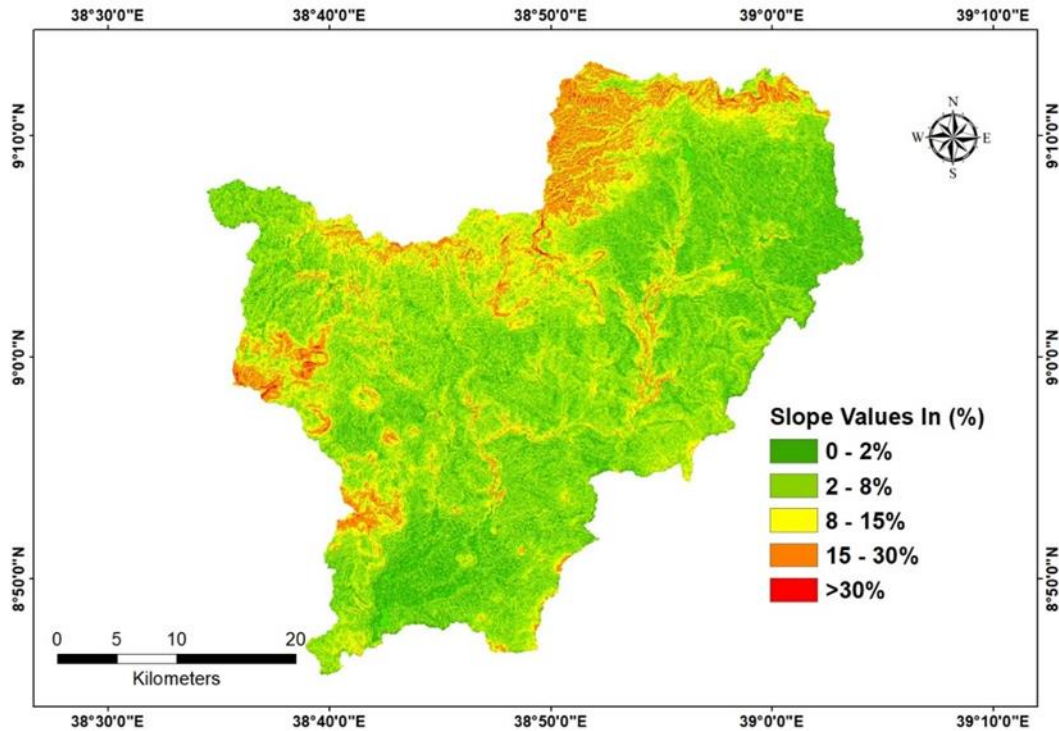 38°30'0"E 38°40'0"E 38°50'0"E 39°0'0"E 39°10'0"E
9°10'0"N 9°10'0"N
N
W E
S
9°0'0"N 9°0'0"N
Slope Values In (%)
0 - 2%
2 - 8%
8 - 15%
15 - 30%
>30%
8°50'0"N 8°50'0"N
0 5 10 20
Kilometers
38°30'0"E 38°40'0"E 38°50'0"E 39°0'0"E 39°10'0"E